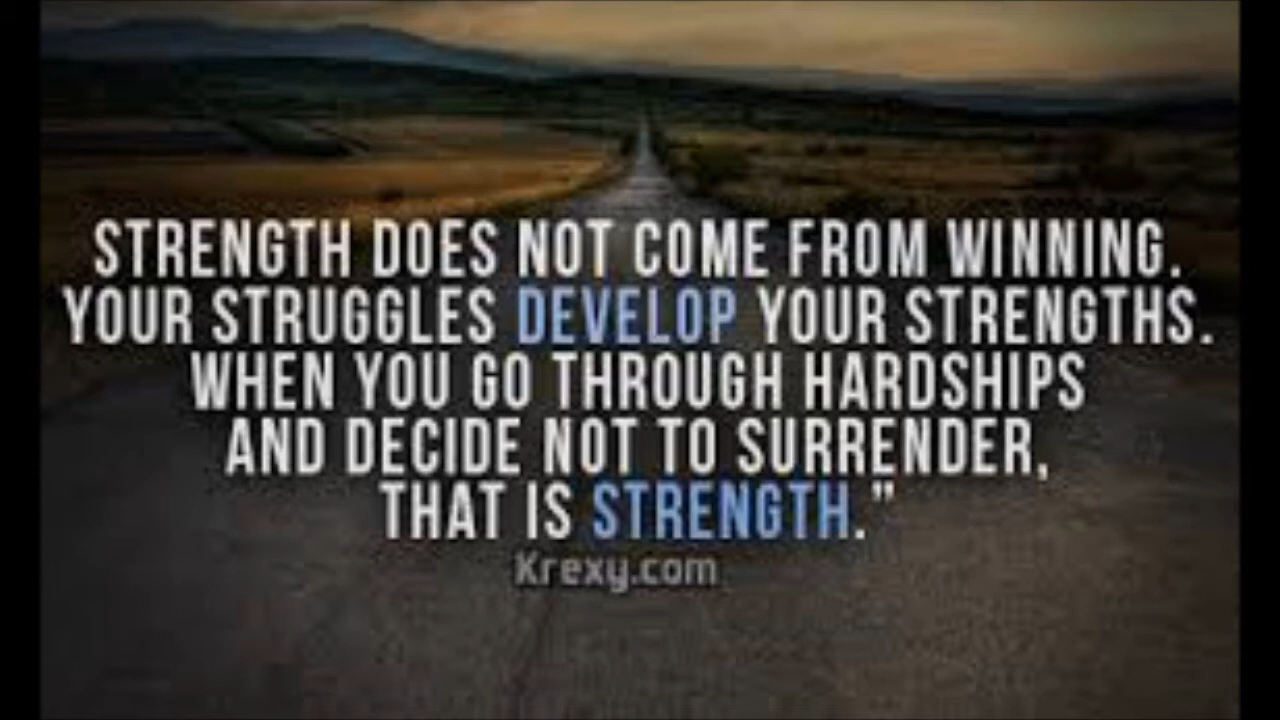 STRENGTH DOES NOT COME FROM WINNING.
YOUR STRUGGLES DEVELOP YOUR STRENGTHS.
WHEN YOU GO THROUGH HARDSHIPS
AND DECIDE NOT TO SURRENDER,
THAT IS STRENGTH."
Krexy.com